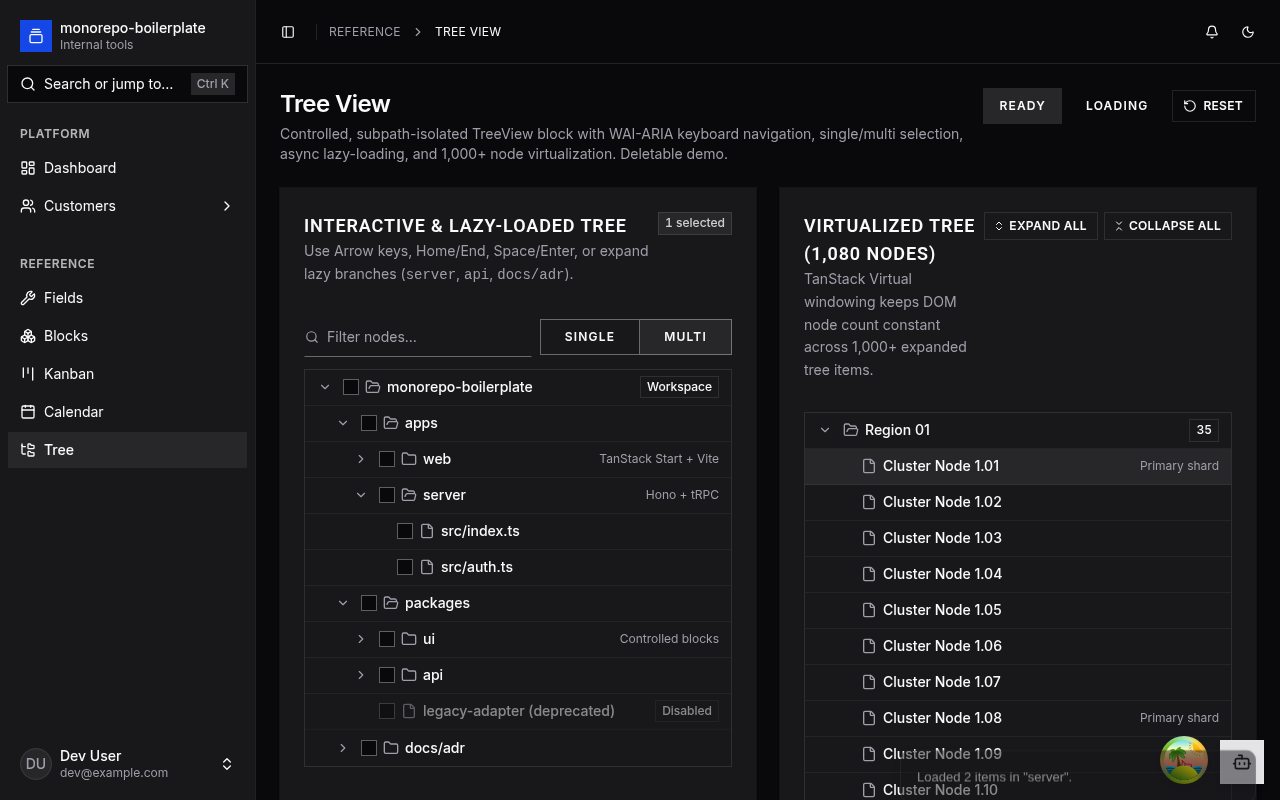 monorepo-boilerplate
Internal tools
Search or jump to...
Ctrl K
PLATFORM
Dashboard
Customers
REFERENCE
Fields
Blocks
Kanban
Calendar
Tree
DU
Dev User
dev@example.com
REFERENCE
TREE VIEW
Tree View
Controlled, subpath-isolated TreeView block with WAI-ARIA keyboard navigation, single/multi selection,
async lazy-loading, and 1,000+ node virtualization. Deletable demo.
READY
LOADING
RESET
INTERACTIVE & LAZY-LOADED TREE
1 selected
Use Arrow keys, Home/End, Space/Enter, or expand
lazy branches (server, api, docs/adr).
Filter nodes...
SINGLE
MULTI
monorepo-boilerplate
Workspace
apps
web
TanStack Start + Vite
server
Hono + tRPC
src/index.ts
src/auth.ts
packages
ui
Controlled blocks
api
legacy-adapter (deprecated)
Disabled
docs/adr
VIRTUALIZED TREE
(1,080 NODES)
EXPAND ALL
COLLAPSE ALL
TanStack Virtual
windowing keeps DOM
node count constant
across 1,000+ expanded
tree items.
Region 01
35
Cluster Node 1.01
Primary shard
Cluster Node 1.02
Cluster Node 1.03
Cluster Node 1.04
Cluster Node 1.05
Cluster Node 1.06
Cluster Node 1.07
Cluster Node 1.08
Primary shard
Cluster Node 1.09
Loaded 2 items in "server".
Cluster Node 1.10